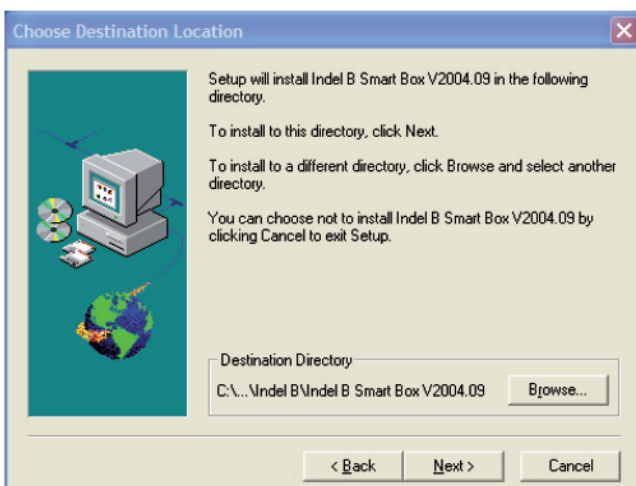 Choose Destination Location
Setup will install Indel B Smart Box V2004.09 in the following
directory.
To install to this directory, click Next.
To install to a different directory, click Browse and select another
directory.
You can choose not to install Indel B Smart Box V2004.09 by
clicking Cancel to exit Setup.
Destination Directory
C:\...\Indel B\Indel B Smart Box V2004.09
Browse...
< Back
Next >
Cancel